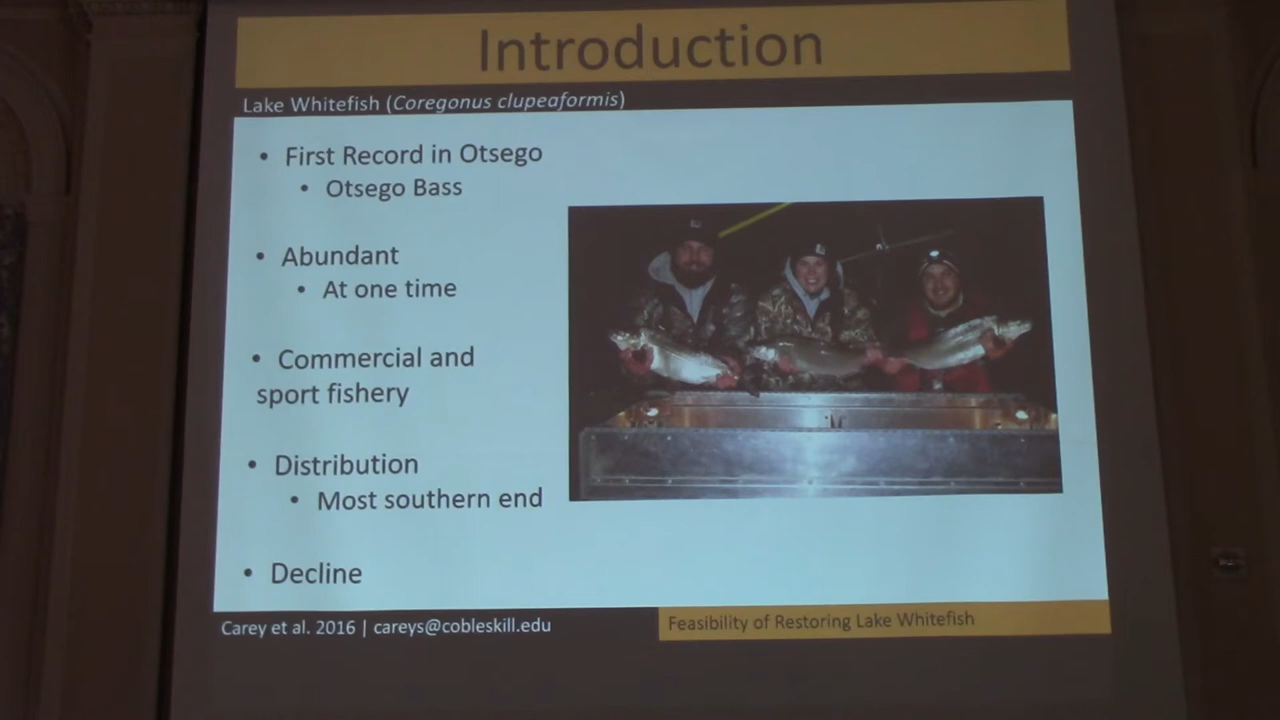 Introduction
Lake Whitefish (Coregonus clupeaformis)
• First Record in Otsego
• Otsego Bass
• Abundant
• At one time
• Commercial and
sport fishery
• Distribution
• Most southern end
• Decline
Carey et al. 2016 | careys@cobleskill.edu
Feasibility of Restoring Lake Whitefish